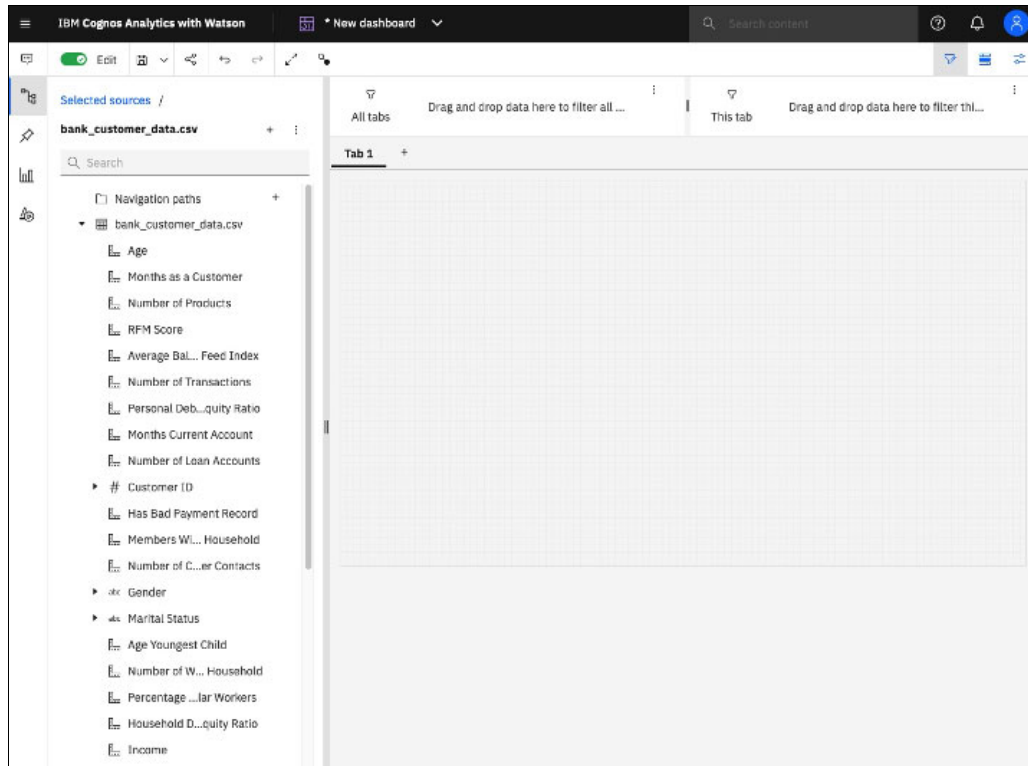 IBM Cognos Analytics with Watson
* New dashboard
Search content
Edit
Selected sources /
bank_customer_data.csv
Search
Navigation paths
bank_customer_data.csv
Age
Months as a Customer
Number of Products
RFM Score
Average Bal... Feed Index
Number of Transactions
Personal Deb...quity Ratio
Months Current Account
Number of Loan Accounts
# Customer ID
Has Bad Payment Record
Members Wi... Household
Number of C...er Contacts
abc Gender
abc Marital Status
Age Youngest Child
Number of W... Household
Percentage ...lar Workers
Household D...quity Ratio
Income
All tabs
Drag and drop data here to filter all ...
This tab
Drag and drop data here to filter thi...
Tab 1 +